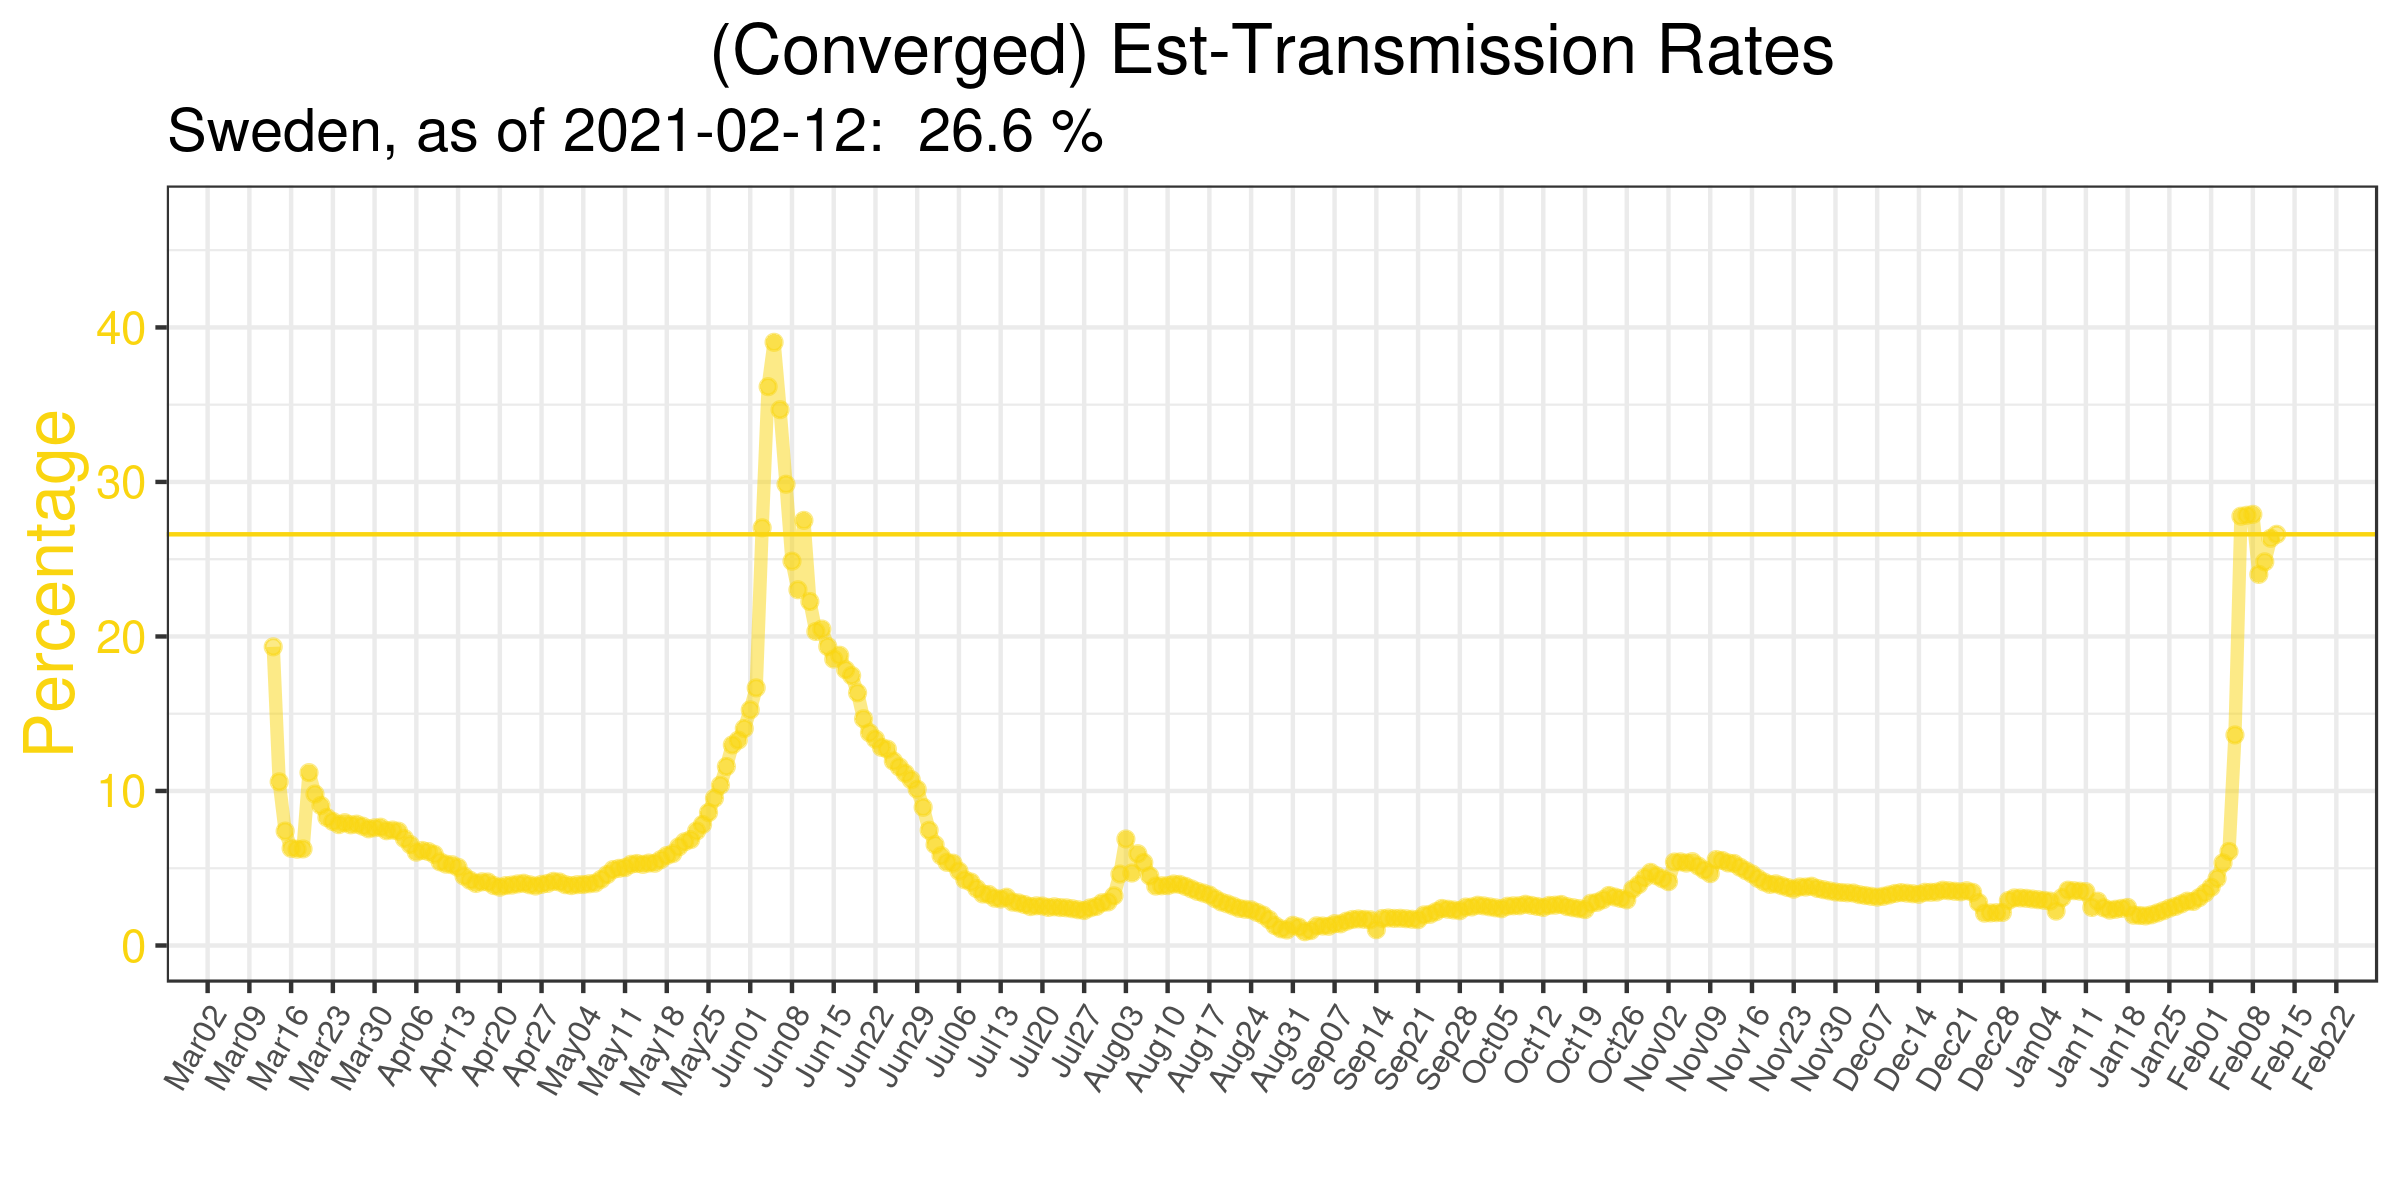 (Converged) Est-Transmission Rates
Sweden, as of 2021-02-12:  26.6 %
Percentage
40
30
20
10
0
Mar02
Mar09
Mar16
Mar23
Mar30
Apr06
Apr13
Apr20
Apr27
May04
May11
May18
May25
Jun01
Jun08
Jun15
Jun22
Jun29
Jul06
Jul13
Jul20
Jul27
Aug03
Aug10
Aug17
Aug24
Aug31
Sep07
Sep14
Sep21
Sep28
Oct05
Oct12
Oct19
Oct26
Nov02
Nov09
Nov16
Nov23
Nov30
Dec07
Dec14
Dec21
Dec28
Jan04
Jan11
Jan18
Jan25
Feb01
Feb08
Feb15
Feb22